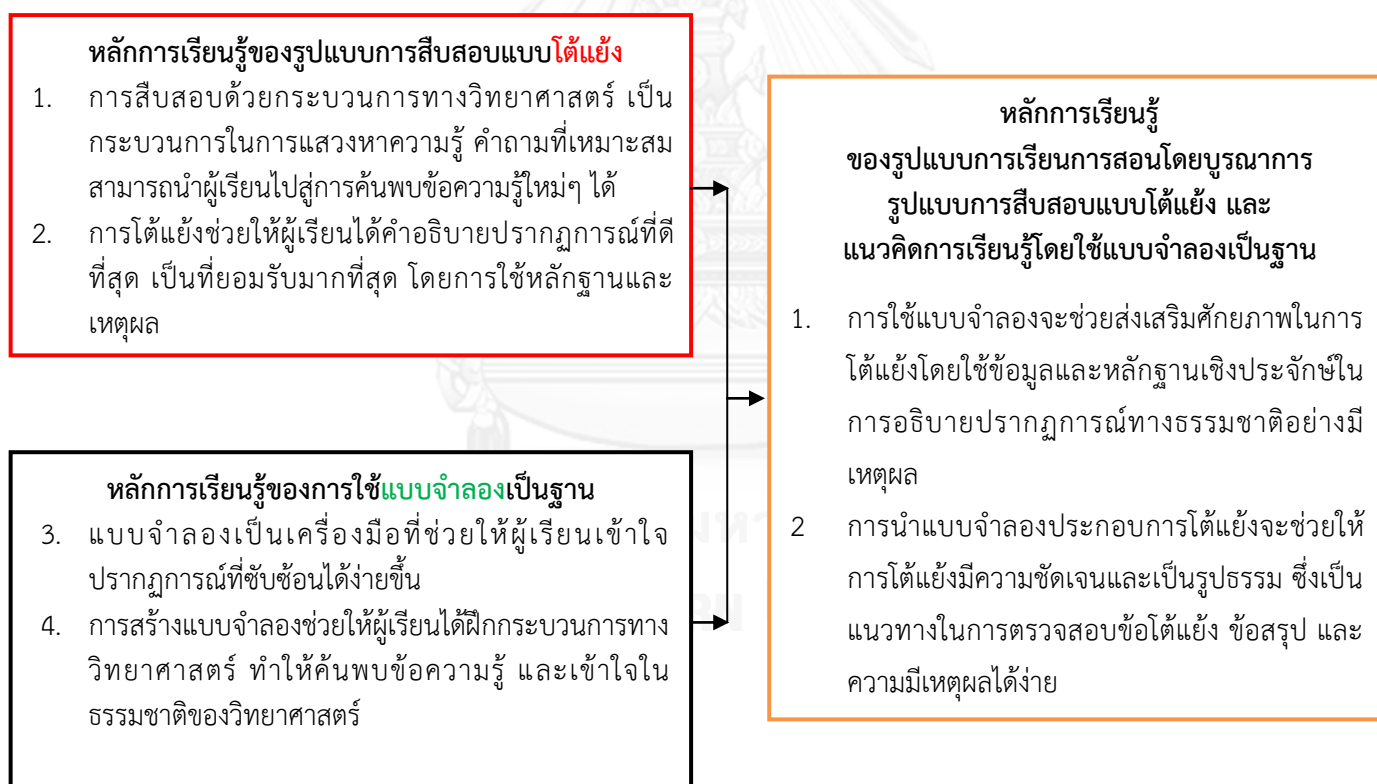 หลักการเรียนรู้ของรูปแบบการสืบสอบแบบโต้แย้ง
1. การสืบสอบด้วยกระบวนการทางวิทยาศาสตร์ เป็น
กระบวนการในการแสวงหาความรู้ คำถามที่เหมาะสม
สามารถนำผู้เรียนไปสู่การค้นพบข้อความรู้ใหม่ๆ ได้
2. การโต้แย้งช่วยให้ผู้เรียนได้คำอธิบายปรากฏการณ์ที่ดี
ที่สุด เป็นที่ยอมรับมากที่สุด โดยการใช้หลักฐานและ
เหตุผล
หลักการเรียนรู้ของการใช้แบบจำลองเป็นฐาน
3. แบบจำลองเป็นเครื่องมือที่ช่วยให้ผู้เรียนเข้าใจ
ปรากฏการณ์ที่ซับซ้อนได้ง่ายขึ้น
4. การสร้างแบบจำลองช่วยให้ผู้เรียนได้ฝึกกระบวนการทาง
วิทยาศาสตร์ ทำให้ค้นพบข้อความรู้ และเข้าใจใน
ธรรมชาติของวิทยาศาสตร์
หลักการเรียนรู้
ของรูปแบบการเรียนการสอนโดยบูรณาการ
รูปแบบการสืบสอบแบบโต้แย้ง และ
แนวคิดการเรียนรู้โดยใช้แบบจำลองเป็นฐาน
1. การใช้แบบจำลองจะช่วยส่งเสริมศักยภาพในการ
โต้แย้งโดยใช้ข้อมูลและหลักฐานเชิงประจักษ์ใน
การอธิบายปรากฏการณ์ทางธรรมชาติอย่างมี
เหตุผล
2 การนำแบบจำลองประกอบการโต้แย้งจะช่วยให้
การโต้แย้งมีความชัดเจนและเป็นรูปธรรม ซึ่งเป็น
แนวทางในการตรวจสอบข้อโต้แย้ง ข้อสรุป และ
ความมีเหตุผลได้ง่าย